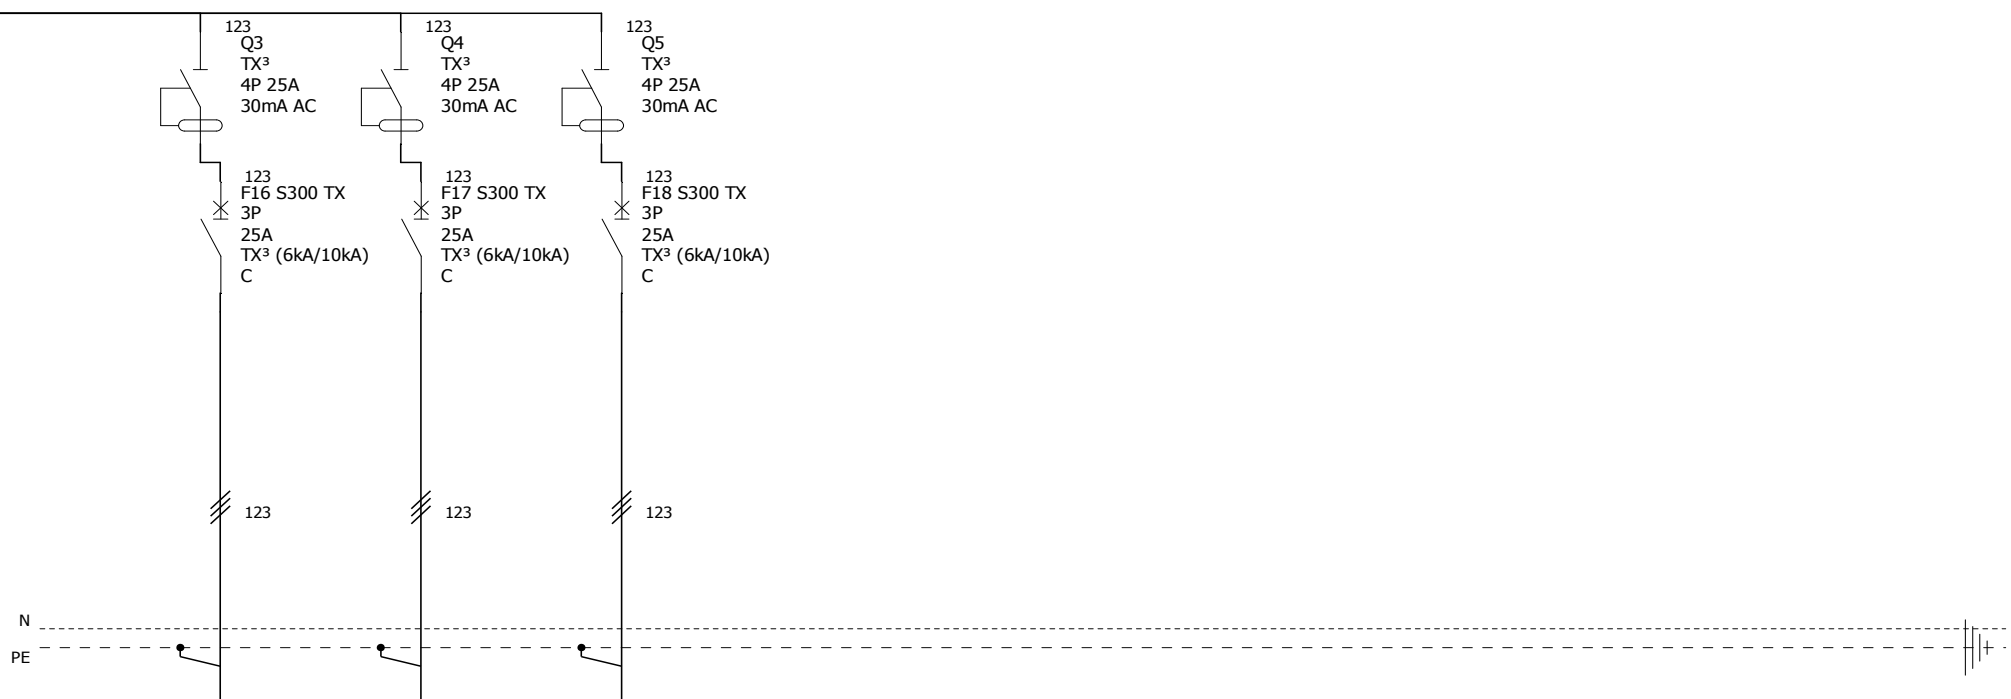 123
Q3
TX³
4P 25A
30mA AC
123
Q4
TX³
4P 25A
30mA AC
123
Q5
TX³
4P 25A
30mA AC
123
F16 S300 TX
3P
25A
TX³ (6kA/10kA)
C
123
F17 S300 TX
3P
25A
TX³ (6kA/10kA)
C
123
F18 S300 TX
3P
25A
TX³ (6kA/10kA)
C
123
123
123
N
PE